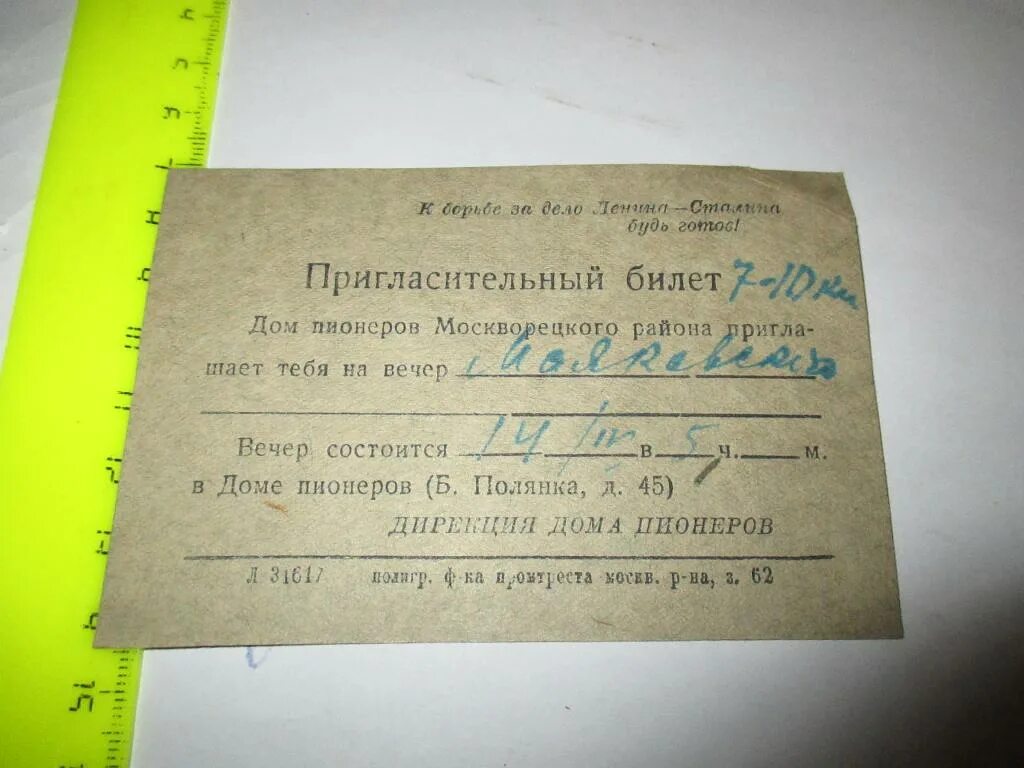 К борьбе за дело Ленина—Сталина
будь готов!
Пригласительный билет 7-10 кл
Дом пионеров Москворецкого района пригла-
шает тебя на вечер Маяковского
Вечер состоится 14/IV в 5 ч. м.
в Доме пионеров (Б. Полянка, д. 45)
ДИРЕКЦИЯ ДОМА ПИОНЕРОВ
Л 31617 полигр. ф-ка промтреста москв. р-на, з. 62